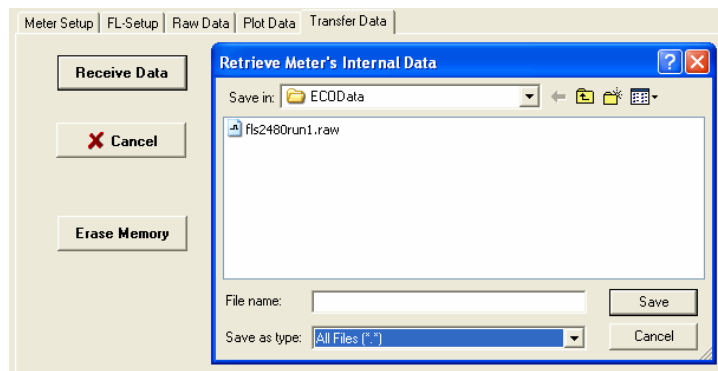 Meter Setup FL-Setup Raw Data Plot Data Transfer Data
Receive Data
Cancel
Erase Memory
Retrieve Meter's Internal Data
Save in: ECOData
fls2480run1.raw
File name: Save
Save as type: All Files (*.*) Cancel